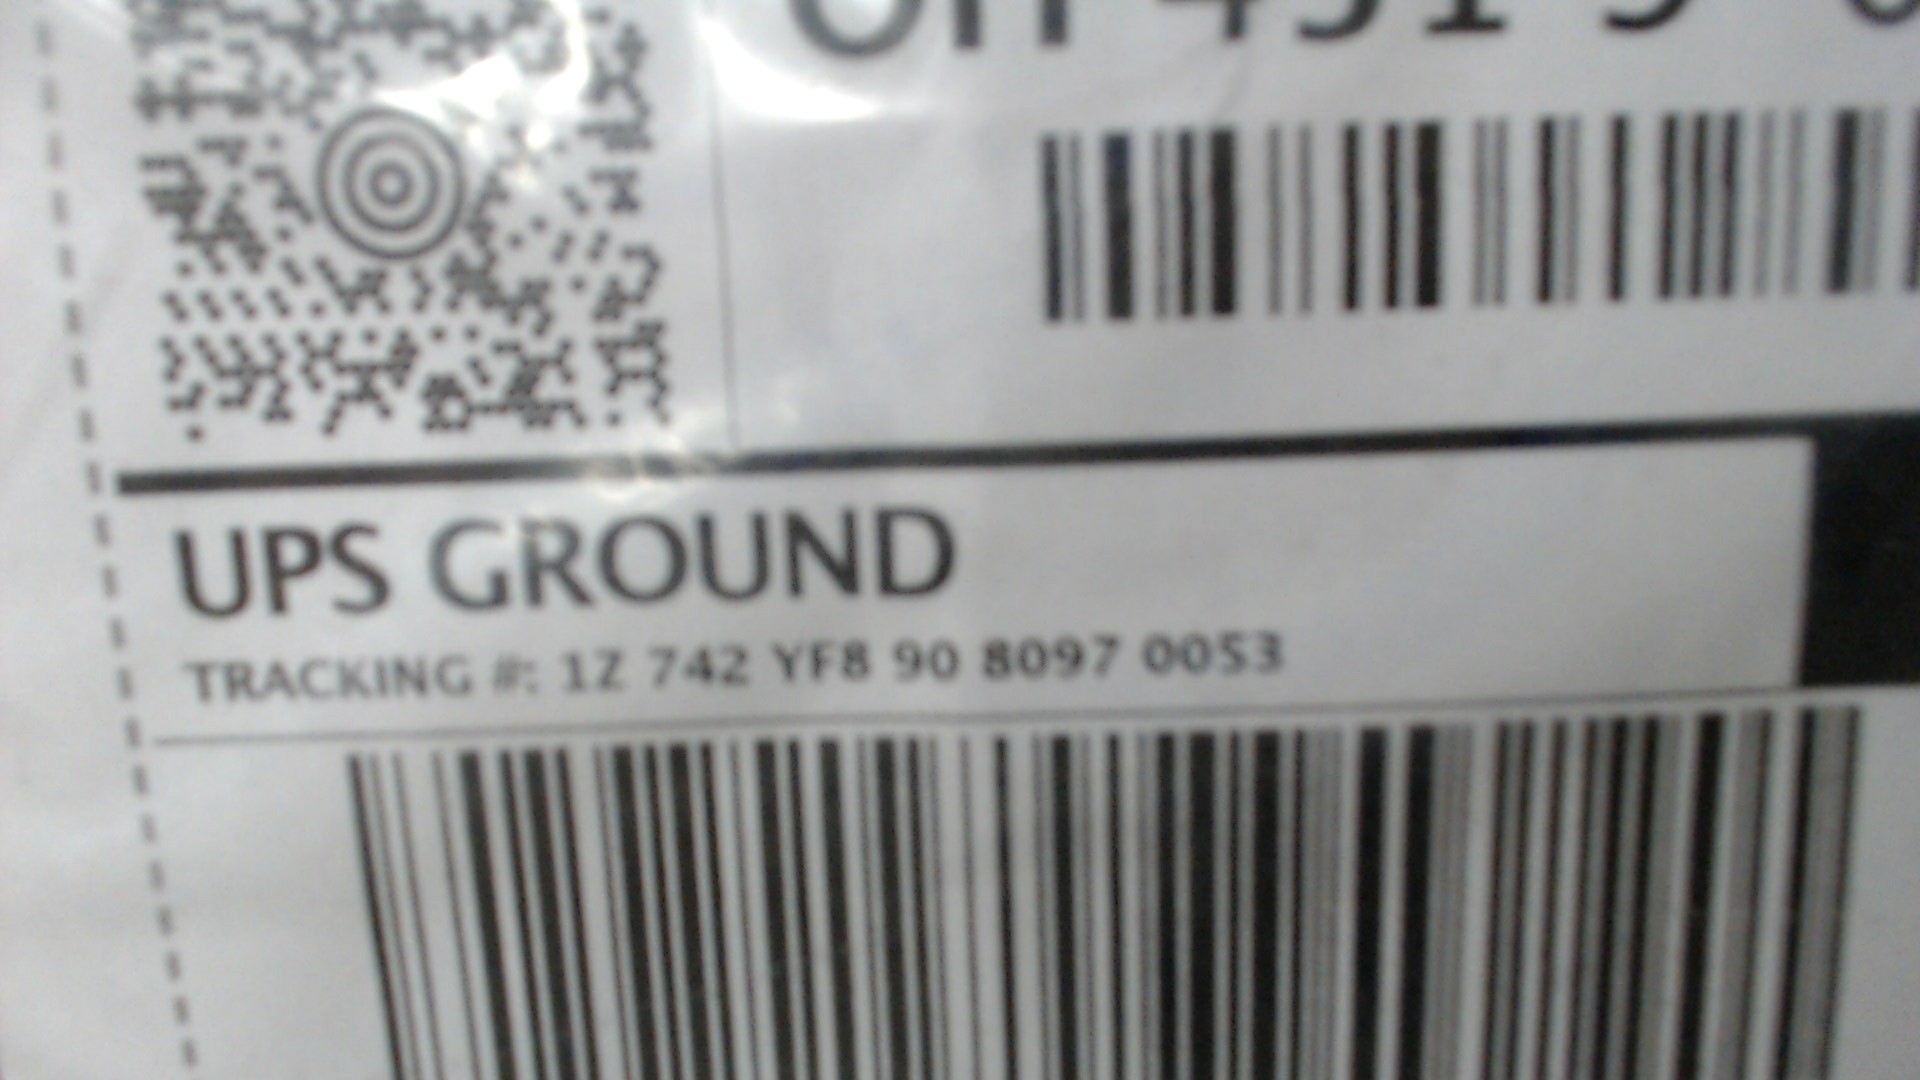 UPS GROUND
TRACKING #: 1Z 742 YF8 90 8097 0053